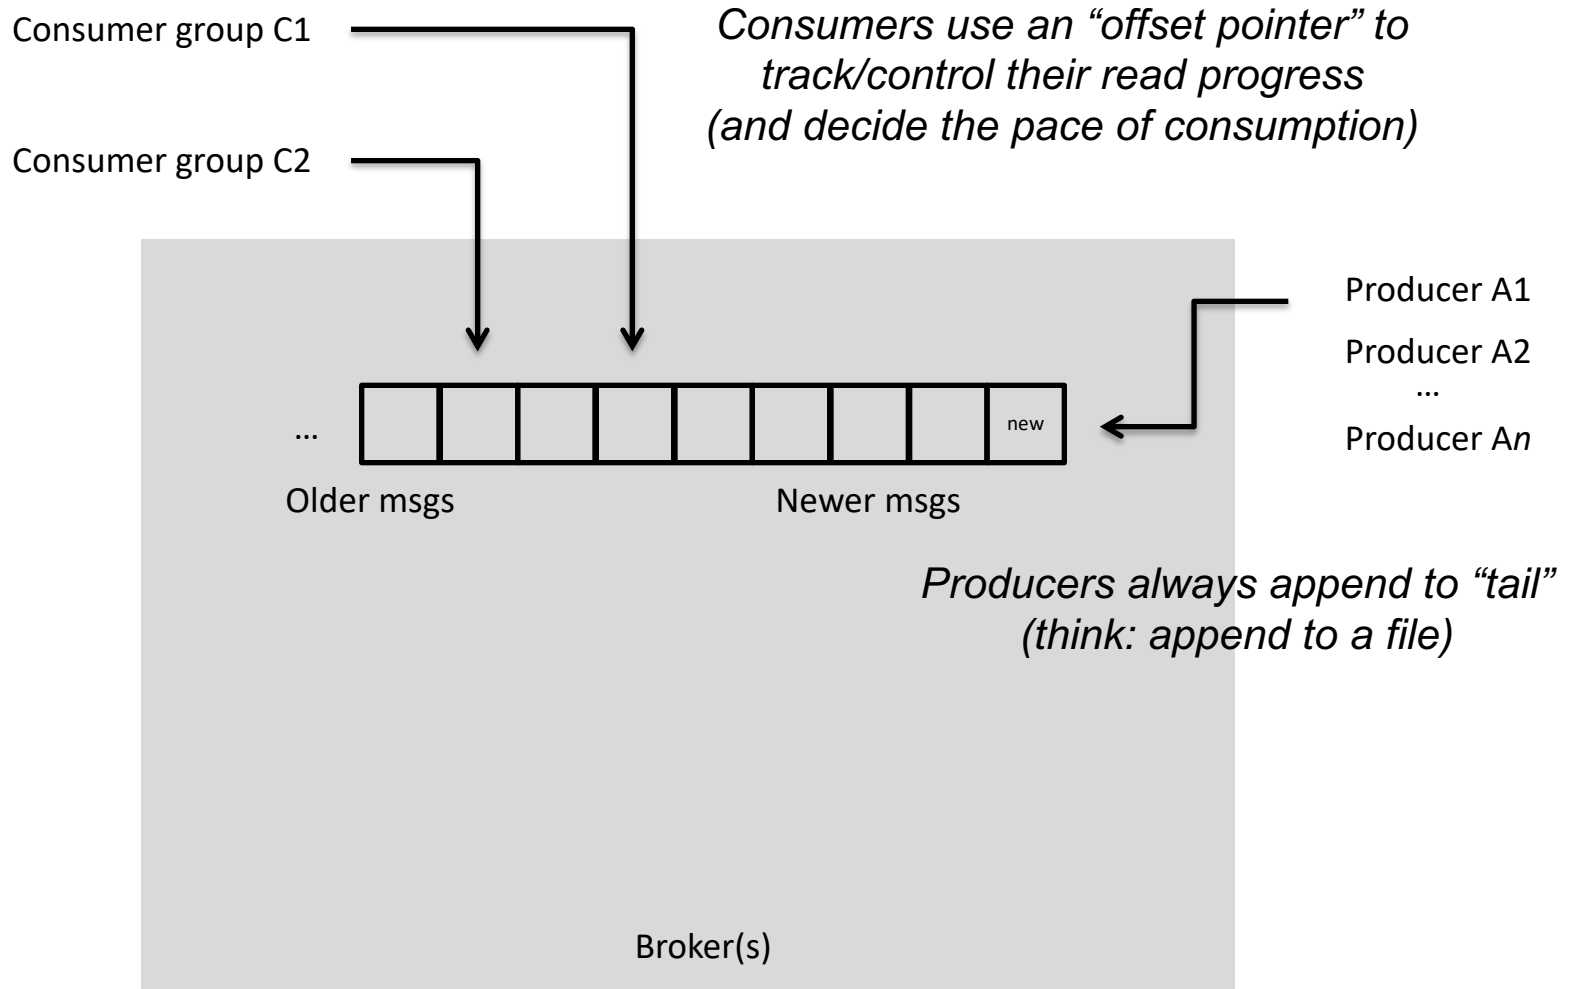 Consumer group C1
Consumers use an “offset pointer” to
track/control their read progress
(and decide the pace of consumption)
Consumer group C2
Producer A1
Producer A2
...
Producer An
...
new
Older msgs
Newer msgs
Producers always append to “tail”
(think: append to a file)
Broker(s)